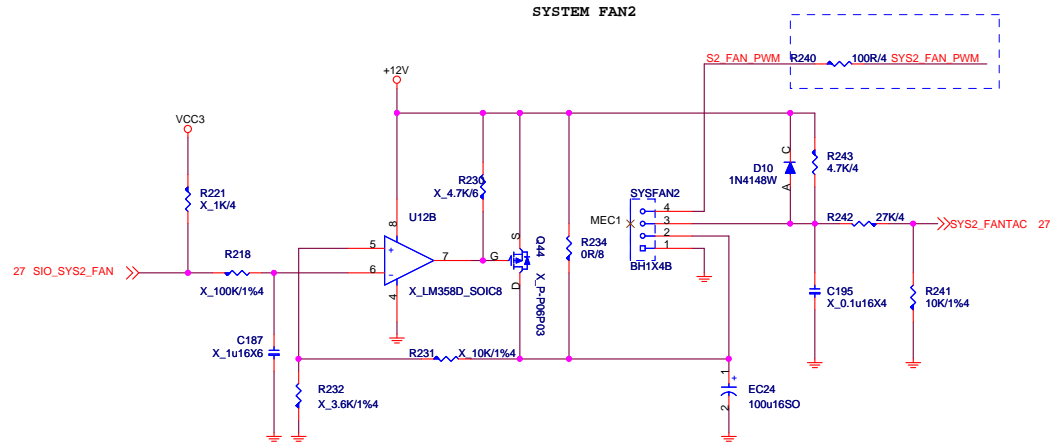 SYSTEM FAN2
S2_FAN_PWM R240 100R/4 SYS2_FAN_PWM
+12V
VCC3
R221
X_1K/4
R230
X_4.7K/6
D10
1N4148W
C
A
R243
4.7K/4
U12B
8
SYSFAN2
MEC1
4
3
2
1
BH1X4B
R242 27K/4
SYS2_FANTAC 27
27 SIO_SYS2_FAN
R218
X_100K/1%4
5
+
6
-
7
4
X_LM358D_SOIC8
G
S
D
Q44 X_P-P06P03
R234
0R/8
C195
X_0.1u16X4
R241
10K/1%4
C187
X_1u16X6
R231 X_10K/1%4
R232
X_3.6K/1%4
1
+
2
EC24
100u16SO